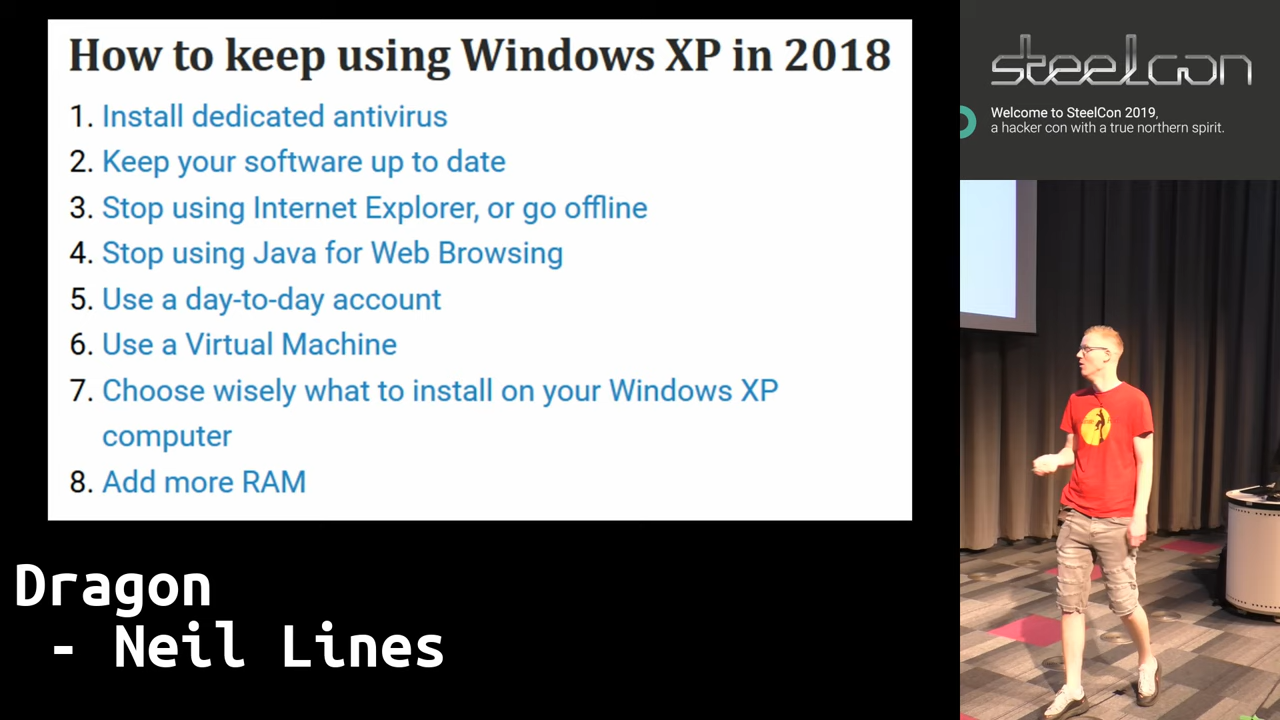 How to keep using Windows XP in 2018
1. Install dedicated antivirus
2. Keep your software up to date
3. Stop using Internet Explorer, or go offline
4. Stop using Java for Web Browsing
5. Use a day-to-day account
6. Use a Virtual Machine
7. Choose wisely what to install on your Windows XP
computer
8. Add more RAM
Dragon
- Neil Lines
steelcon
Welcome to SteelCon 2019,
a hacker con with a true northern spirit.